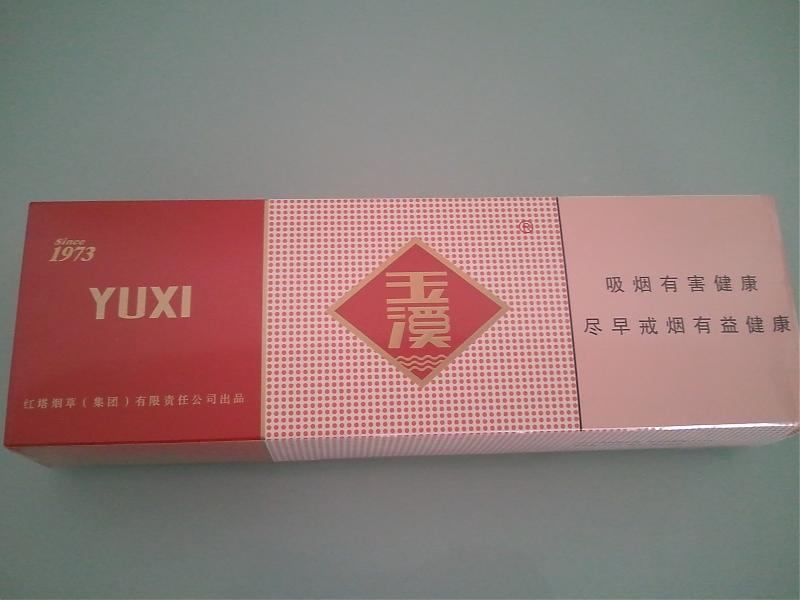 Since
1973
YUXI
红塔烟草（集团）有限责任公司出品
玉
溪
®
吸烟有害健康
尽早戒烟有益健康